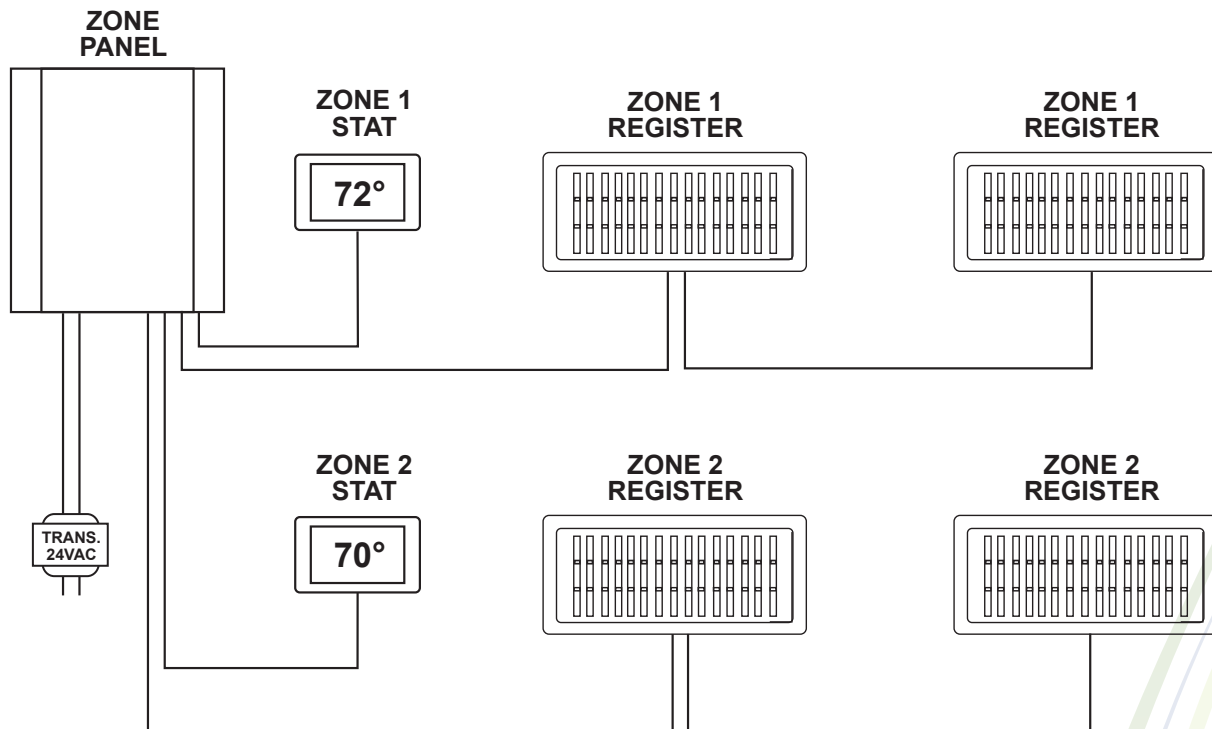 ZONE
PANEL
ZONE 1
STAT
72°
ZONE 1
REGISTER
ZONE 1
REGISTER
TRANS.
24VAC
ZONE 2
STAT
70°
ZONE 2
REGISTER
ZONE 2
REGISTER